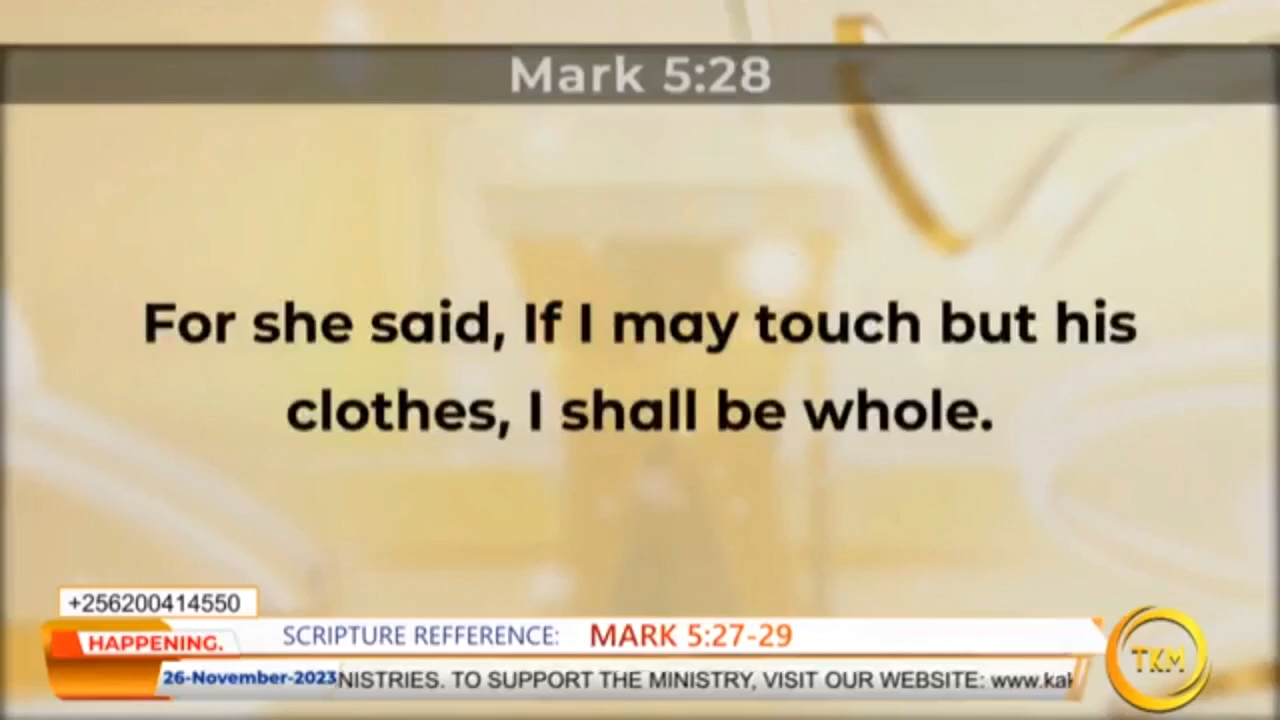 Mark 5:28
For she said, If I may touch but his
clothes, I shall be whole.
+256200414550
HAPPENING.
SCRIPTURE REFFERENCE: MARK 5:27-29
26-November-2023
NISTRIES. TO SUPPORT THE MINISTRY, VISIT OUR WEBSITE: www.kak
TKM